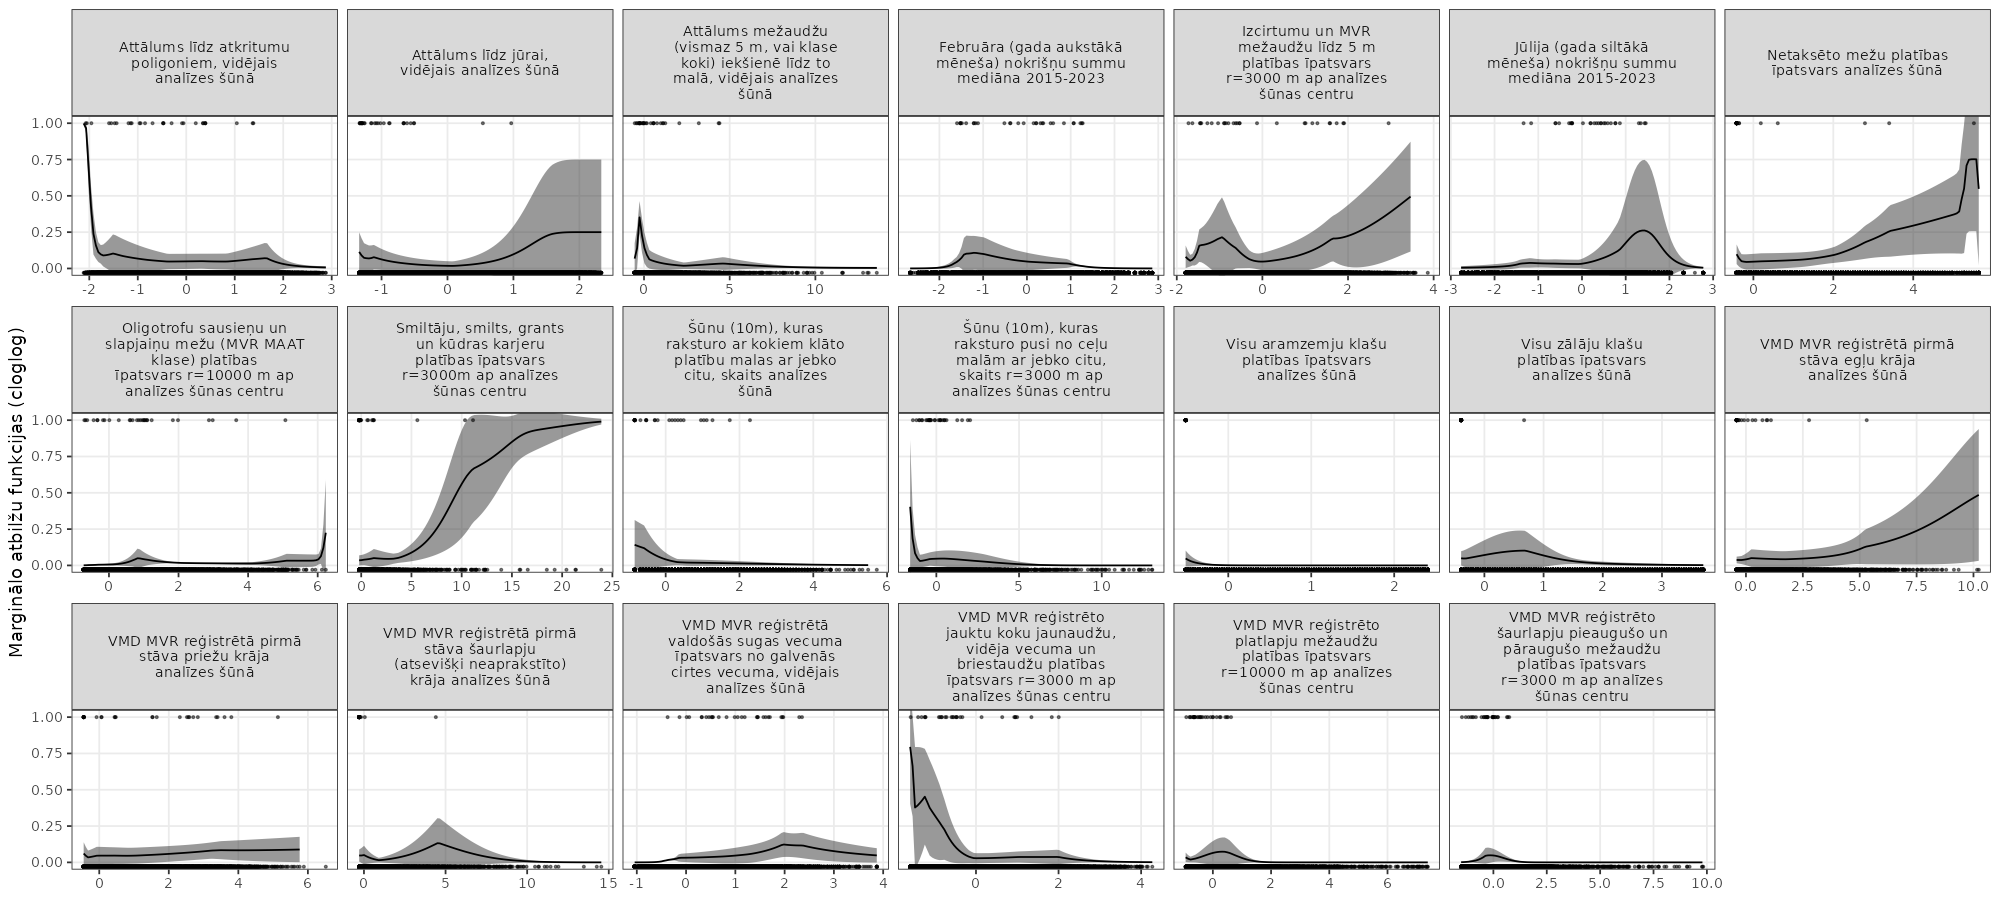 Attālums līdz atkritumu
poligoniem, vidējais
analīzes šūnā
Attālums līdz jūrai,
vidējais analīzes šūnā
Attālums mežaudžu
(vismaz 5 m, vai klase
koki) iekšienē līdz to
malā, vidējais analīzes
šūnā
Februāra (gada aukstākā
mēneša) nokrišņu summu
mediāna 2015-2023
Izcirtumu un MVR
mežaudžu līdz 5 m
platības īpatsvars
r=3000 m ap analīzes
šūnas centru
Jūlija (gada siltākā
mēneša) nokrišņu summu
mediāna 2015-2023
Netaksēto mežu platības
īpatsvars analīzes šūnā
1.00
0.75
0.50
0.25
0.00
-2 -1 0 1 2 3
-1 0 1 2
0 5 10
-2 -1 0 1 2 3
-2 0 2 4
-3 -2 -1 0 1 2 3
0 2 4
Marginālo atbilžu funkcijas (cloglog)
Oligotrofu sausieņu un
slapjaiņu mežu (MVR MAAT
klase) platības
īpatsvars r=10000 m ap
analīzes šūnas centru
Smiltāju, smilts, grants
un kūdras karjeru
platības īpatsvars
r=3000m ap analīzes
šūnas centru
Šūnu (10m), kuras
raksturo ar kokiem klāto
platību malas ar jebko
citu, skaits analīzes
šūnā
Šūnu (10m), kuras
raksturo pusi no ceļu
malām ar jebko citu,
skaits r=3000 m ap
analīzes šūnas centru
Visu aramzemju klašu
platības īpatsvars
analīzes šūnā
Visu zālāju klašu
platības īpatsvars
analīzes šūnā
VMD MVR reģistrētā pirmā
stāva egļu krāja
analīzes šūnā
1.00
0.75
0.50
0.25
0.00
0 2 4 6
0 5 10 15 20 25
0 2 4 6
0 5 10
0 1 2
0 1 2 3
0.0 2.5 5.0 7.5 10.0
VMD MVR reģistrētā pirmā
stāva priežu krāja
analīzes šūnā
VMD MVR reģistrētā pirmā
stāva šaurlapju
(atsevišķi neaprakstīto)
krāja analīzes šūnā
VMD MVR reģistrētā
valdošās sugas vecuma
īpatsvars no galvenās
cirtes vecuma, vidējais
analīzes šūnā
VMD MVR reģistrēto
jauktu koku jaunaudžu,
vidēja vecuma un
briestaudžu platības
īpatsvars r=3000 m ap
analīzes šūnas centru
VMD MVR reģistrēto
platlapju mežaudžu
platības īpatsvars
r=10000 m ap analīzes
šūnas centru
VMD MVR reģistrēto
šaurlapju pieaugušo un
pāraugušo mežaudžu
platības īpatsvars
r=3000 m ap analīzes
šūnas centru
1.00
0.75
0.50
0.25
0.00
0 2 4 6
0 5 10 15
-1 0 1 2 3 4
0 2 4
0 2 4 6
0.0 2.5 5.0 7.5 10.0